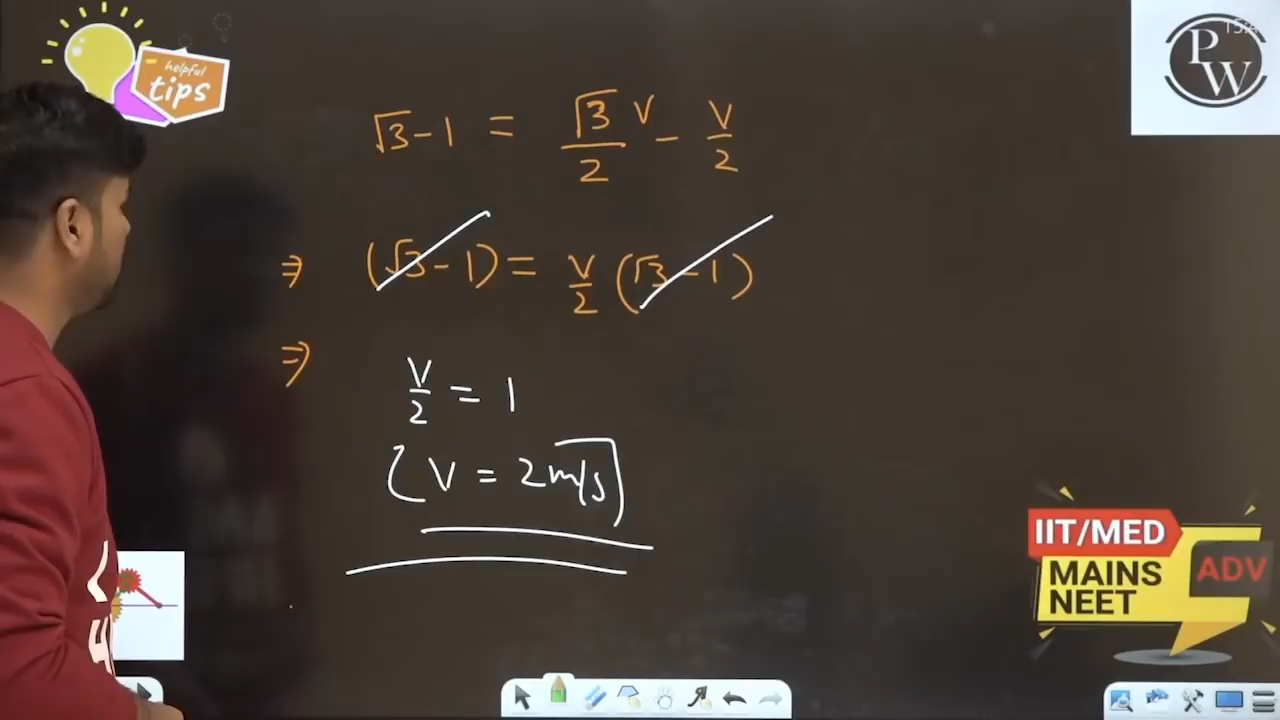 helpful
tips
PW
√3-1 = √3/2 V - V/2
⇒ (√3-1) = V/2 (√3-1)
⇒ V/2 = 1
V = 2m/s
IIT/MED
MAINS
NEET
ADV